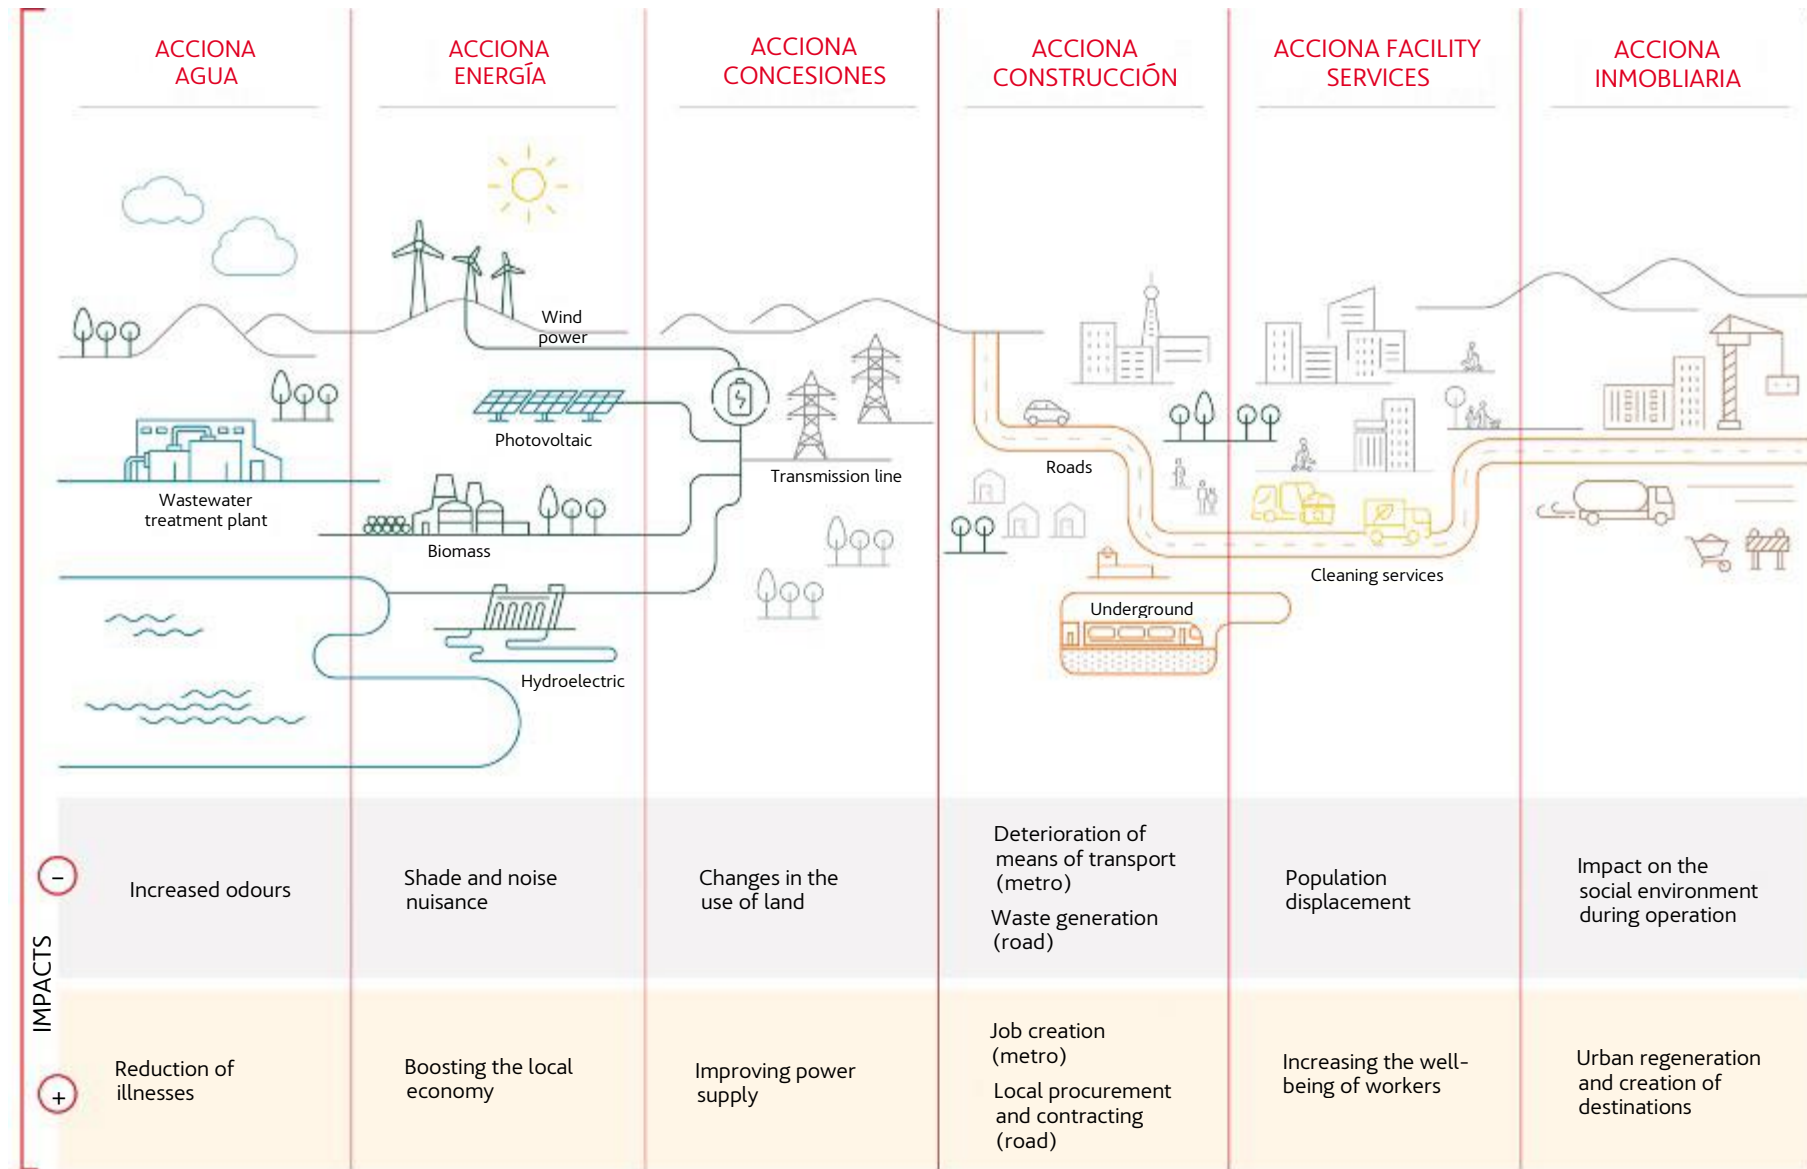 ACCIONA
AGUA
ACCIONA
ENERGÍA
ACCIONA
CONCESIONES
ACCIONA
CONSTRUCCIÓN
ACCIONA FACILITY
SERVICES
ACCIONA
INMOBLIARIA
Wind
power
Photovoltaic
Transmission line
Roads
Wastewater
treatment plant
Biomass
Cleaning services
Underground
Hydroelectric
IMPACTS
−
Increased odours
Shade and noise
nuisance
Changes in the
use of land
Deterioration of
means of transport
(metro)
Waste generation
(road)
Population
displacement
Impact on the
social environment
during operation
+
Reduction of
illnesses
Boosting the local
economy
Improving power
supply
Job creation
(metro)
Local procurement
and contracting
(road)
Increasing the well-
being of workers
Urban regeneration
and creation of
destinations